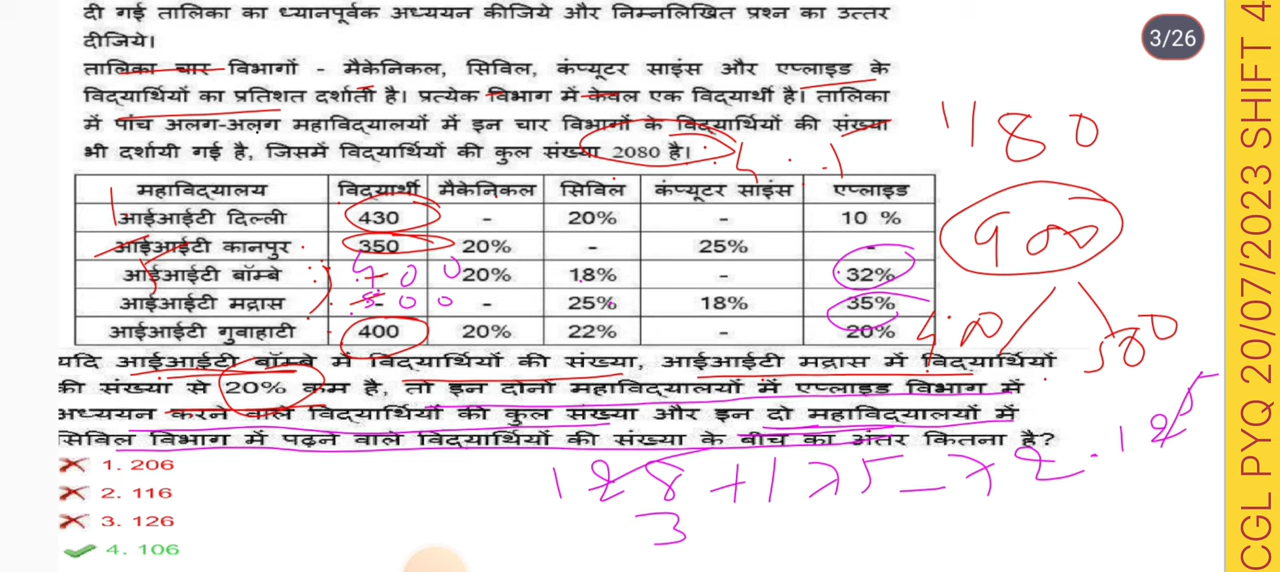 दी गई तालिका का ध्यानपूर्वक अध्ययन कीजिये और निम्नलिखित प्रश्न का उत्तर
दीजिये।
3/26
तालिका चार विभागों - मैकेनिकल, सिविल, कंप्यूटर साइंस और एप्लाइड के
विद्यार्थियों का प्रतिशत दर्शाती है। प्रत्येक विभाग में केवल एक विद्यार्थी है। तालिका
में पांच अलग-अलग महाविद्यालयों में इन चार विभागों के विद्यार्थियों की संख्या
भी दर्शायी गई है, जिसमें विद्यार्थियों की कुल संख्या 2080 है।
1180
महाविद्यालय विद्यार्थी मैकेनिकल सिविल कंप्यूटर साइंस एप्लाइड
आईआईटी दिल्ली 430 - 20% - 10 %
आईआईटी कानपुर 350 20% - 25% -
900
आईआईटी बॉम्बे - 400 20% 18% - 32%
आईआईटी मद्रास - 500 - 25% 18% 35%
आईआईटी गुवाहाटी 400 20% 22% - 20%
400 500
यदि आईआईटी बॉम्बे में विद्यार्थियों की संख्या, आईआईटी मद्रास में विद्यार्थियों
की संख्या से 20% कम है, तो इन दोनों महाविद्यालयों में एप्लाइड विभाग में
अध्ययन करने वाले विद्यार्थियों की कुल संख्या और इन दो महाविद्यालयों में
सिविल विभाग में पढ़ने वाले विद्यार्थियों की संख्या के बीच का अंतर कितना है?
128+175-72-125
3
1. 206
2. 116
3. 126
4. 106
CGL PYQ 20/07/2023 SHIFT 4